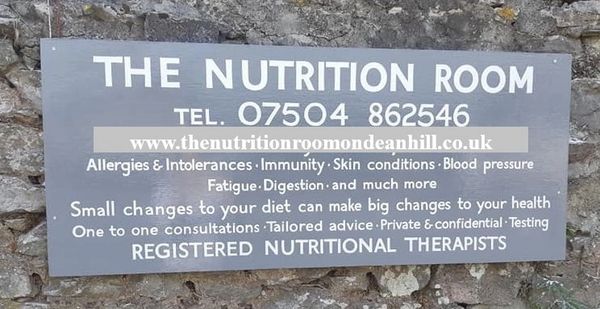 THE NUTRITION ROOM
TEL. 07504 862546
www.thenutritionroomondeanhill.co.uk
Allergies & Intolerances · Immunity · Skin conditions · Blood pressure
Fatigue · Digestion · and much more
Small changes to your diet can make big changes to your health
One to one consultations · Tailored advice · Private & confidential · Testing
REGISTERED NUTRITIONAL THERAPISTS